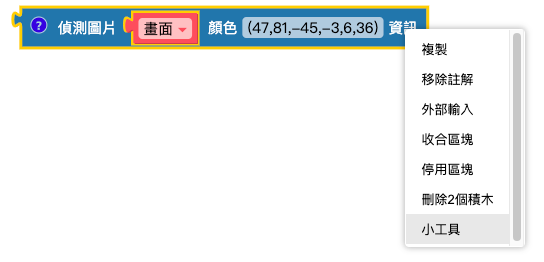 ? 偵測圖片 畫面 顏色 (47,81,−45,−3,6,36) 資訊
複製
移除註解
外部輸入
收合區塊
停用區塊
刪除2個積木
小工具